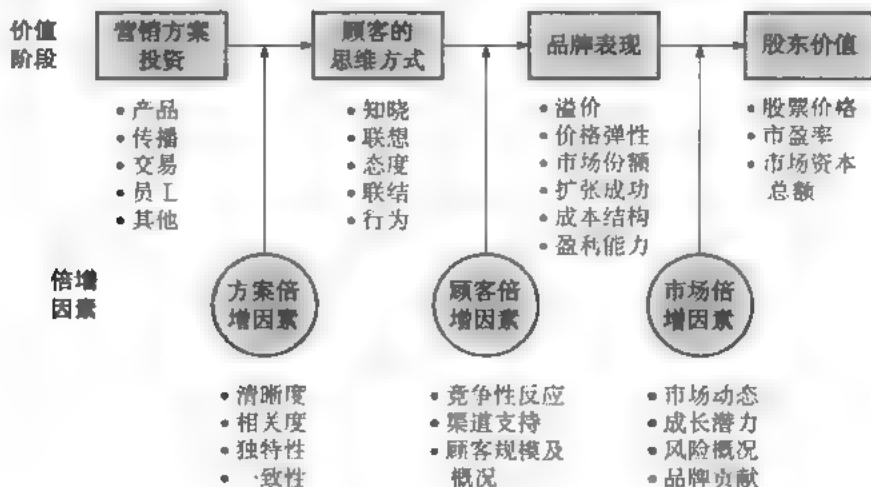 价值
阶段
营销方案
投资
顾客的
思维方式
品牌表现
股东价值
• 产品
• 传播
• 交易
• 员工
• 其他
• 知晓
• 联想
• 态度
• 联结
• 行为
• 溢价
• 价格弹性
• 市场份额
• 扩张成功
• 成本结构
• 盈利能力
• 股票价格
• 市盈率
• 市场资本
总额
倍增
因素
方案倍
增因素
顾客倍
增因素
市场倍
增因素
• 清晰度
• 相关度
• 独特性
• 一致性
• 竞争性反应
• 渠道支持
• 顾客规模及
概况
• 市场动态
• 成长潜力
• 风险概况
• 品牌贡献